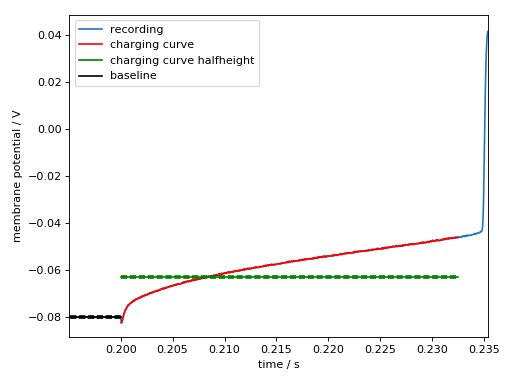 recording
charging curve
charging curve halfheight
baseline
membrane potential / V
0.04
0.02
0.00
−0.02
−0.04
−0.06
−0.08
0.200 0.205 0.210 0.215 0.220 0.225 0.230 0.235
time / s